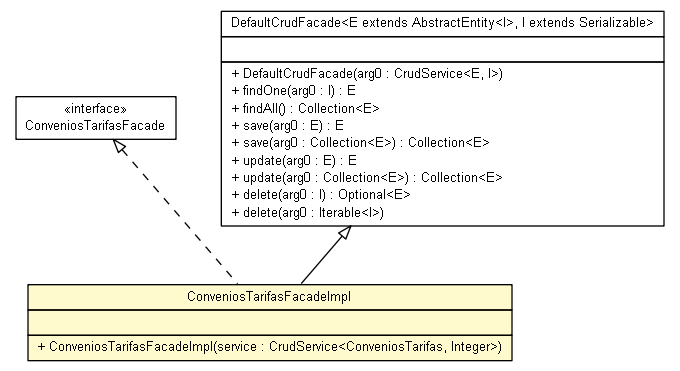 DefaultCrudFacade<E extends AbstractEntity<I>, I extends Serializable>
+ DefaultCrudFacade(arg0 : CrudService<E, I>)
+ findOne(arg0 : I) : E
+ findAll() : Collection<E>
+ save(arg0 : E) : E
+ save(arg0 : Collection<E>) : Collection<E>
+ update(arg0 : E) : E
+ update(arg0 : Collection<E>) : Collection<E>
+ delete(arg0 : I) : Optional<E>
+ delete(arg0 : Iterable<I>)
«interface»
ConveniosTarifasFacade
ConveniosTarifasFacadeImpl
+ ConveniosTarifasFacadeImpl(service : CrudService<ConveniosTarifas, Integer>)